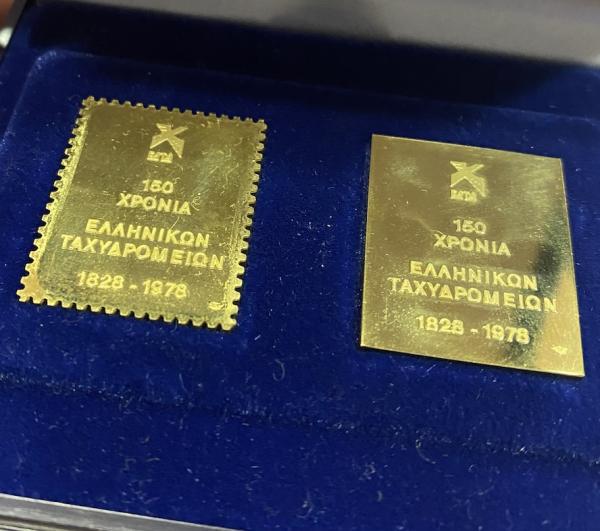 ΕΛΤΑ
150
ΧΡΟΝΙΑ
ΕΛΛΗΝΙΚΩΝ
ΤΑΧΥΔΡΟΜΕΙΩΝ
1828 - 1978
ΕΛΤΑ
150
ΧΡΟΝΙΑ
ΕΛΛΗΝΙΚΩΝ
ΤΑΧΥΔΡΟΜΕΙΩΝ
1828 - 1978